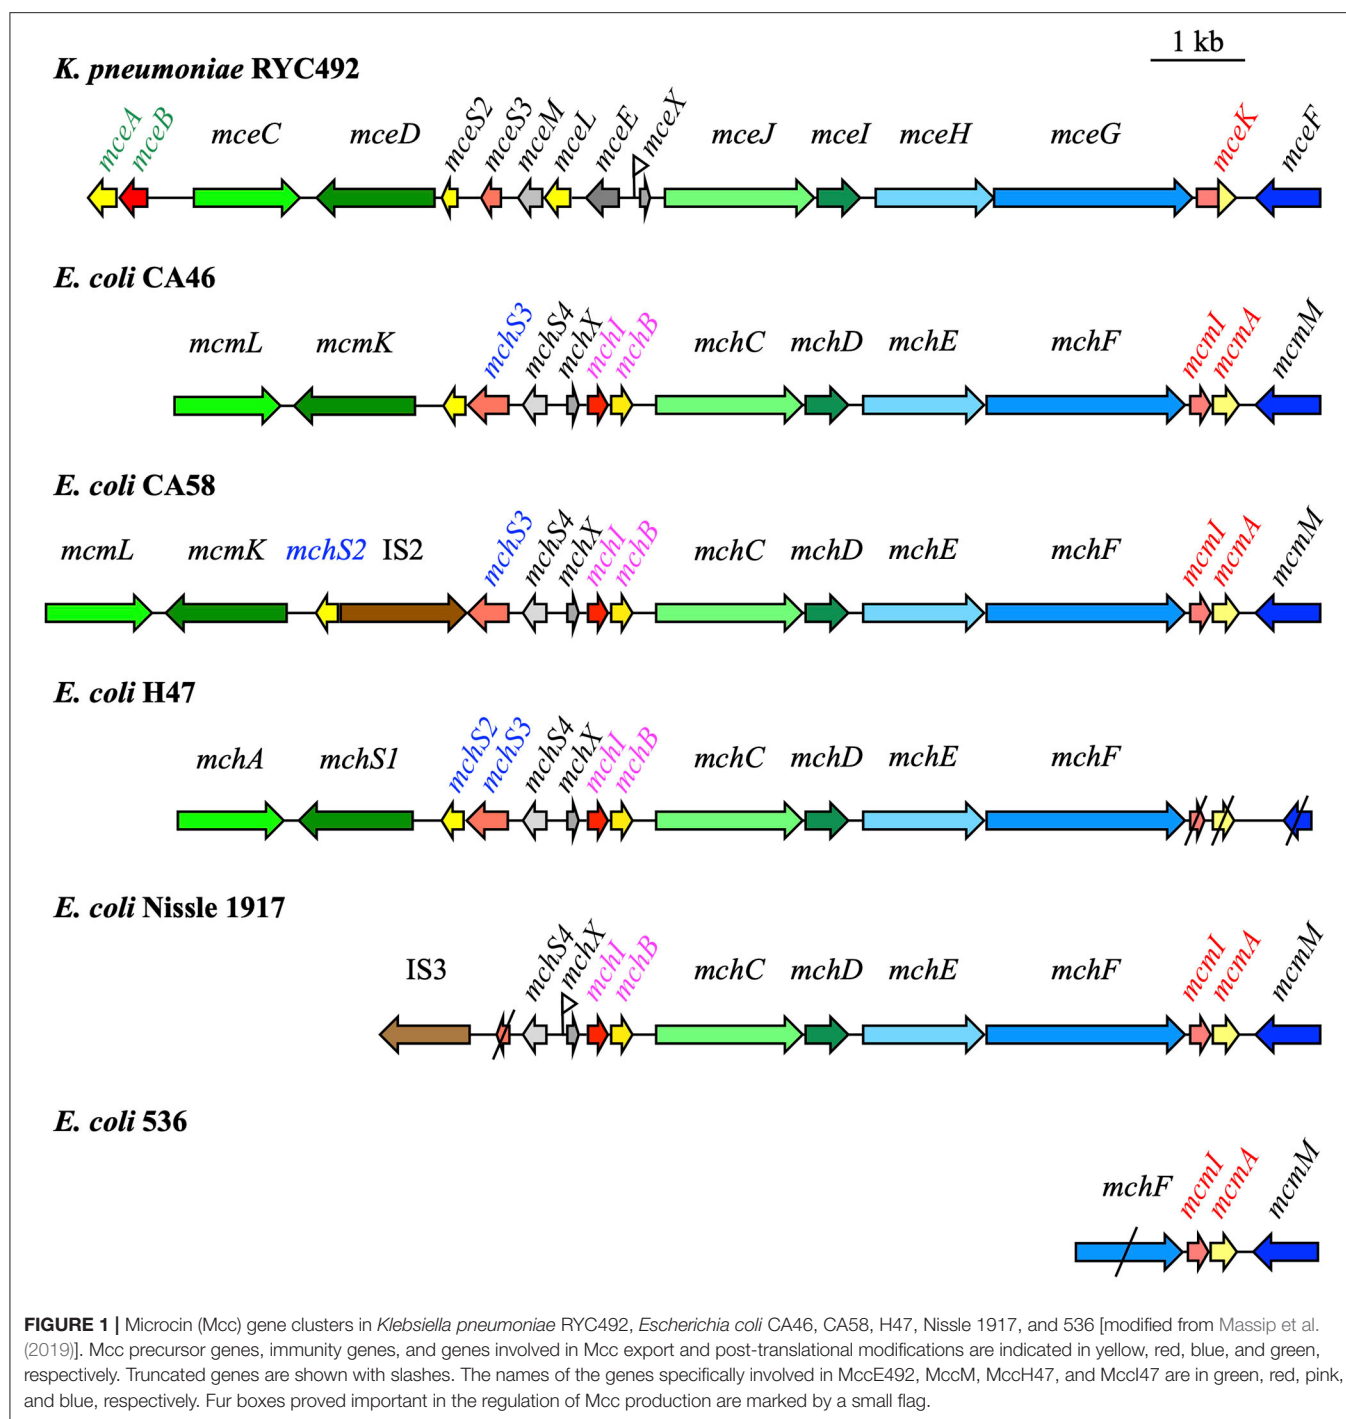 1 kb
K. pneumoniae RYC492
mceA mceB mceC mceD mceS2 mceS3 mceM mceL mceE mceX mceJ mceI mceH mceG mceK mceF
E. coli CA46
mcmL mcmK mchS3 mchS4 mchX mchI mchB mchC mchD mchE mchF mcmI mcmA mcmM
E. coli CA58
mcmL mcmK mchS2 IS2 mchS3 mchS4 mchX mchI mchB mchC mchD mchE mchF mcmI mcmA mcmM
E. coli H47
mchA mchS1 mchS2 mchS3 mchS4 mchX mchI mchB mchC mchD mchE mchF
E. coli Nissle 1917
IS3 mchS4 mchX mchI mchB mchC mchD mchE mchF mcmI mcmA mcmM
E. coli 536
mchF mcmI mcmA mcmM
FIGURE 1 | Microcin (Mcc) gene clusters in Klebsiella pneumoniae RYC492, Escherichia coli CA46, CA58, H47, Nissle 1917, and 536 [modified from Massip et al.
(2019)]. Mcc precursor genes, immunity genes, and genes involved in Mcc export and post-translational modifications are indicated in yellow, red, blue, and green,
respectively. Truncated genes are shown with slashes. The names of the genes specifically involved in MccE492, MccM, MccH47, and MccI47 are in green, red, pink,
and blue, respectively. Fur boxes proved important in the regulation of Mcc production are marked by a small flag.